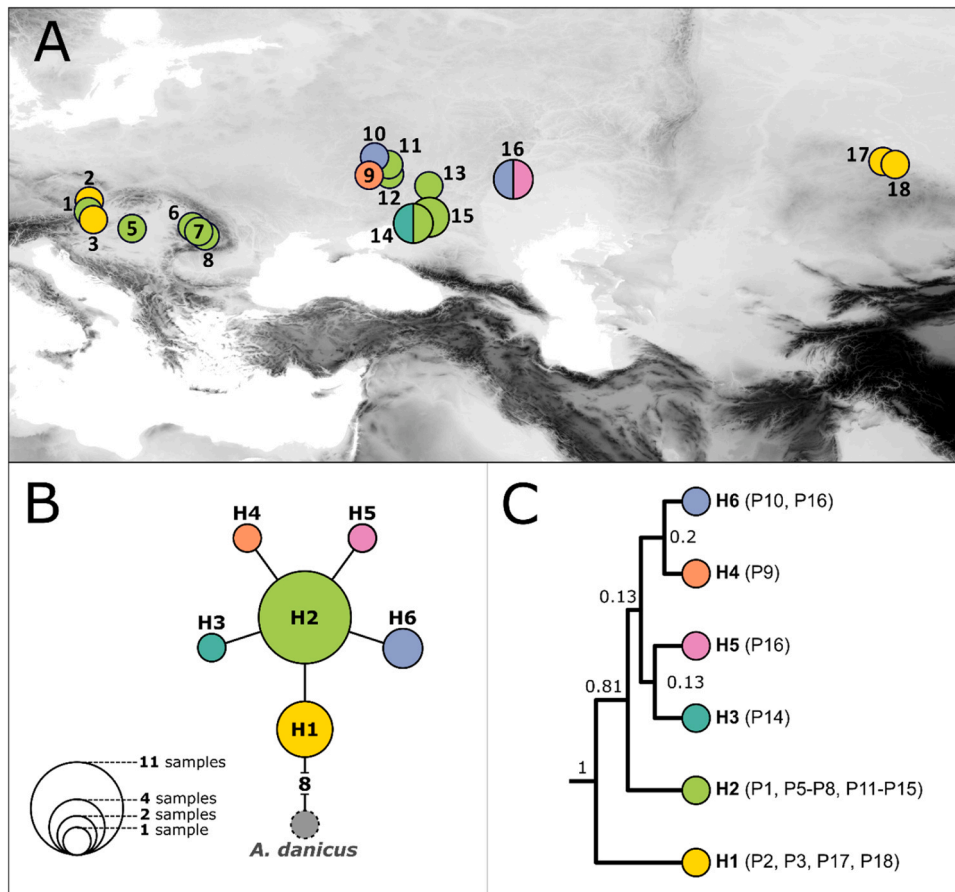 A
10
11
16
17
2
9
13
18
1
12
6
15
5
7
14
3
8
B
H4
H5
H2
H3
H6
H1
11 samples
8
4 samples
2 samples
1 sample
A. danicus
C
H6 (P10, P16)
0.2
H4 (P9)
0.13
H5 (P16)
0.13
0.81
H3 (P14)
1
H2 (P1, P5-P8, P11-P15)
H1 (P2, P3, P17, P18)